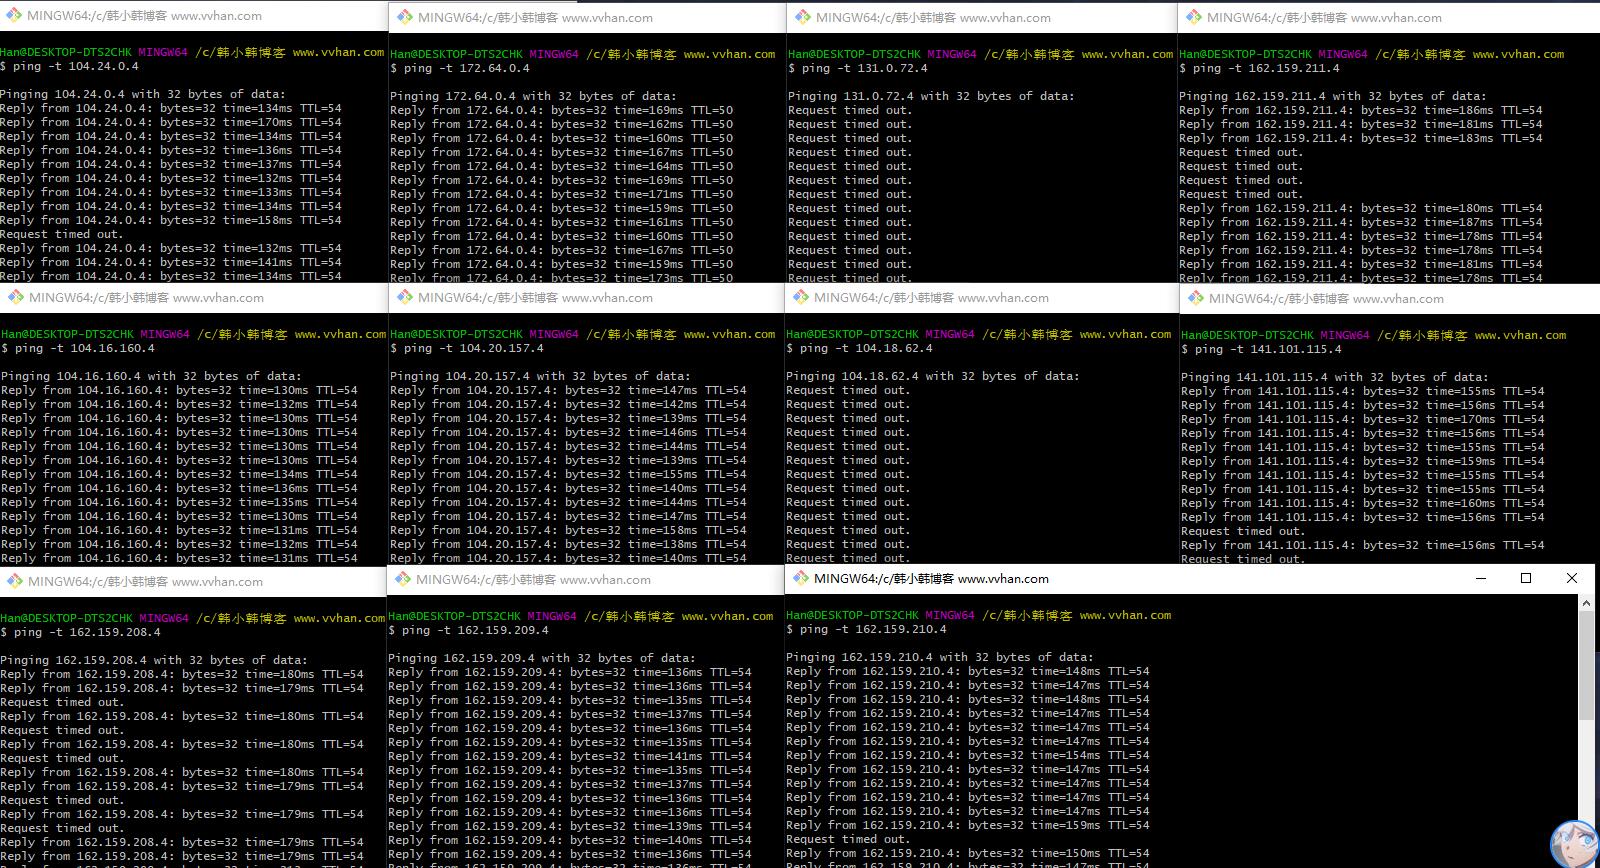 MINGW64:/c/韩小韩博客 www.vvhan.com
Han@DESKTOP-DTS2CHK MINGW64 /c/韩小韩博客 www.vvhan.com
$ ping -t 104.24.0.4
Pinging 104.24.0.4 with 32 bytes of data:
Reply from 104.24.0.4: bytes=32 time=134ms TTL=54
Reply from 104.24.0.4: bytes=32 time=170ms TTL=54
Reply from 104.24.0.4: bytes=32 time=134ms TTL=54
Reply from 104.24.0.4: bytes=32 time=136ms TTL=54
Reply from 104.24.0.4: bytes=32 time=137ms TTL=54
Reply from 104.24.0.4: bytes=32 time=132ms TTL=54
Reply from 104.24.0.4: bytes=32 time=133ms TTL=54
Reply from 104.24.0.4: bytes=32 time=134ms TTL=54
Reply from 104.24.0.4: bytes=32 time=158ms TTL=54
Request timed out.
Reply from 104.24.0.4: bytes=32 time=132ms TTL=54
Reply from 104.24.0.4: bytes=32 time=141ms TTL=54
Reply from 104.24.0.4: bytes=32 time=134ms TTL=54
MINGW64:/c/韩小韩博客 www.vvhan.com
Han@DESKTOP-DTS2CHK MINGW64 /c/韩小韩博客 www.vvhan.com
$ ping -t 172.64.0.4
Pinging 172.64.0.4 with 32 bytes of data:
Reply from 172.64.0.4: bytes=32 time=169ms TTL=50
Reply from 172.64.0.4: bytes=32 time=162ms TTL=50
Reply from 172.64.0.4: bytes=32 time=160ms TTL=50
Reply from 172.64.0.4: bytes=32 time=167ms TTL=50
Reply from 172.64.0.4: bytes=32 time=164ms TTL=50
Reply from 172.64.0.4: bytes=32 time=169ms TTL=50
Reply from 172.64.0.4: bytes=32 time=171ms TTL=50
Reply from 172.64.0.4: bytes=32 time=159ms TTL=50
Reply from 172.64.0.4: bytes=32 time=161ms TTL=50
Reply from 172.64.0.4: bytes=32 time=160ms TTL=50
Reply from 172.64.0.4: bytes=32 time=167ms TTL=50
Reply from 172.64.0.4: bytes=32 time=159ms TTL=50
Reply from 172.64.0.4: bytes=32 time=173ms TTL=50
MINGW64:/c/韩小韩博客 www.vvhan.com
Han@DESKTOP-DTS2CHK MINGW64 /c/韩小韩博客 www.vvhan.com
$ ping -t 131.0.72.4
Pinging 131.0.72.4 with 32 bytes of data:
Request timed out.
Request timed out.
Request timed out.
Request timed out.
Request timed out.
Request timed out.
Request timed out.
Request timed out.
Request timed out.
Request timed out.
Request timed out.
Request timed out.
Request timed out.
MINGW64:/c/韩小韩博客 www.vvhan.com
Han@DESKTOP-DTS2CHK MINGW64 /c/韩小韩博客 www.vvhan.com
$ ping -t 162.159.211.4
Pinging 162.159.211.4 with 32 bytes of data:
Reply from 162.159.211.4: bytes=32 time=186ms TTL=54
Reply from 162.159.211.4: bytes=32 time=181ms TTL=54
Reply from 162.159.211.4: bytes=32 time=183ms TTL=54
Request timed out.
Request timed out.
Request timed out.
Request timed out.
Reply from 162.159.211.4: bytes=32 time=180ms TTL=54
Reply from 162.159.211.4: bytes=32 time=187ms TTL=54
Reply from 162.159.211.4: bytes=32 time=178ms TTL=54
Reply from 162.159.211.4: bytes=32 time=178ms TTL=54
Reply from 162.159.211.4: bytes=32 time=181ms TTL=54
Reply from 162.159.211.4: bytes=32 time=178ms TTL=54
MINGW64:/c/韩小韩博客 www.vvhan.com
Han@DESKTOP-DTS2CHK MINGW64 /c/韩小韩博客 www.vvhan.com
$ ping -t 104.16.160.4
Pinging 104.16.160.4 with 32 bytes of data:
Reply from 104.16.160.4: bytes=32 time=130ms TTL=54
Reply from 104.16.160.4: bytes=32 time=132ms TTL=54
Reply from 104.16.160.4: bytes=32 time=130ms TTL=54
Reply from 104.16.160.4: bytes=32 time=130ms TTL=54
Reply from 104.16.160.4: bytes=32 time=130ms TTL=54
Reply from 104.16.160.4: bytes=32 time=130ms TTL=54
Reply from 104.16.160.4: bytes=32 time=134ms TTL=54
Reply from 104.16.160.4: bytes=32 time=136ms TTL=54
Reply from 104.16.160.4: bytes=32 time=135ms TTL=54
Reply from 104.16.160.4: bytes=32 time=130ms TTL=54
Reply from 104.16.160.4: bytes=32 time=131ms TTL=54
Reply from 104.16.160.4: bytes=32 time=132ms TTL=54
Reply from 104.16.160.4: bytes=32 time=131ms TTL=54
MINGW64:/c/韩小韩博客 www.vvhan.com
Han@DESKTOP-DTS2CHK MINGW64 /c/韩小韩博客 www.vvhan.com
$ ping -t 104.20.157.4
Pinging 104.20.157.4 with 32 bytes of data:
Reply from 104.20.157.4: bytes=32 time=147ms TTL=54
Reply from 104.20.157.4: bytes=32 time=142ms TTL=54
Reply from 104.20.157.4: bytes=32 time=139ms TTL=54
Reply from 104.20.157.4: bytes=32 time=146ms TTL=54
Reply from 104.20.157.4: bytes=32 time=144ms TTL=54
Reply from 104.20.157.4: bytes=32 time=139ms TTL=54
Reply from 104.20.157.4: bytes=32 time=155ms TTL=54
Reply from 104.20.157.4: bytes=32 time=140ms TTL=54
Reply from 104.20.157.4: bytes=32 time=144ms TTL=54
Reply from 104.20.157.4: bytes=32 time=147ms TTL=54
Reply from 104.20.157.4: bytes=32 time=158ms TTL=54
Reply from 104.20.157.4: bytes=32 time=138ms TTL=54
Reply from 104.20.157.4: bytes=32 time=140ms TTL=54
MINGW64:/c/韩小韩博客 www.vvhan.com
Han@DESKTOP-DTS2CHK MINGW64 /c/韩小韩博客 www.vvhan.com
$ ping -t 104.18.62.4
Pinging 104.18.62.4 with 32 bytes of data:
Request timed out.
Request timed out.
Request timed out.
Request timed out.
Request timed out.
Request timed out.
Request timed out.
Request timed out.
Request timed out.
Request timed out.
Request timed out.
Request timed out.
Request timed out.
MINGW64:/c/韩小韩博客 www.vvhan.com
Han@DESKTOP-DTS2CHK MINGW64 /c/韩小韩博客 www.vvhan.com
$ ping -t 141.101.115.4
Pinging 141.101.115.4 with 32 bytes of data:
Reply from 141.101.115.4: bytes=32 time=155ms TTL=54
Reply from 141.101.115.4: bytes=32 time=156ms TTL=54
Reply from 141.101.115.4: bytes=32 time=170ms TTL=54
Reply from 141.101.115.4: bytes=32 time=156ms TTL=54
Reply from 141.101.115.4: bytes=32 time=155ms TTL=54
Reply from 141.101.115.4: bytes=32 time=159ms TTL=54
Reply from 141.101.115.4: bytes=32 time=155ms TTL=54
Reply from 141.101.115.4: bytes=32 time=155ms TTL=54
Reply from 141.101.115.4: bytes=32 time=160ms TTL=54
Reply from 141.101.115.4: bytes=32 time=156ms TTL=54
Request timed out.
Reply from 141.101.115.4: bytes=32 time=156ms TTL=54
Request timed out.
MINGW64:/c/韩小韩博客 www.vvhan.com
Han@DESKTOP-DTS2CHK MINGW64 /c/韩小韩博客 www.vvhan.com
$ ping -t 162.159.208.4
Pinging 162.159.208.4 with 32 bytes of data:
Reply from 162.159.208.4: bytes=32 time=180ms TTL=54
Reply from 162.159.208.4: bytes=32 time=179ms TTL=54
Request timed out.
Reply from 162.159.208.4: bytes=32 time=180ms TTL=54
Request timed out.
Reply from 162.159.208.4: bytes=32 time=180ms TTL=54
Request timed out.
Reply from 162.159.208.4: bytes=32 time=180ms TTL=54
Reply from 162.159.208.4: bytes=32 time=179ms TTL=54
Request timed out.
Reply from 162.159.208.4: bytes=32 time=179ms TTL=54
Request timed out.
Reply from 162.159.208.4: bytes=32 time=179ms TTL=54
Reply from 162.159.208.4: bytes=32 time=179ms TTL=54
MINGW64:/c/韩小韩博客 www.vvhan.com
Han@DESKTOP-DTS2CHK MINGW64 /c/韩小韩博客 www.vvhan.com
$ ping -t 162.159.209.4
Pinging 162.159.209.4 with 32 bytes of data:
Reply from 162.159.209.4: bytes=32 time=136ms TTL=54
Reply from 162.159.209.4: bytes=32 time=136ms TTL=54
Reply from 162.159.209.4: bytes=32 time=135ms TTL=54
Reply from 162.159.209.4: bytes=32 time=137ms TTL=54
Reply from 162.159.209.4: bytes=32 time=136ms TTL=54
Reply from 162.159.209.4: bytes=32 time=135ms TTL=54
Reply from 162.159.209.4: bytes=32 time=141ms TTL=54
Reply from 162.159.209.4: bytes=32 time=135ms TTL=54
Reply from 162.159.209.4: bytes=32 time=137ms TTL=54
Reply from 162.159.209.4: bytes=32 time=136ms TTL=54
Reply from 162.159.209.4: bytes=32 time=136ms TTL=54
Reply from 162.159.209.4: bytes=32 time=139ms TTL=54
Reply from 162.159.209.4: bytes=32 time=140ms TTL=54
Reply from 162.159.209.4: bytes=32 time=136ms TTL=54
MINGW64:/c/韩小韩博客 www.vvhan.com
Han@DESKTOP-DTS2CHK MINGW64 /c/韩小韩博客 www.vvhan.com
$ ping -t 162.159.210.4
Pinging 162.159.210.4 with 32 bytes of data:
Reply from 162.159.210.4: bytes=32 time=148ms TTL=54
Reply from 162.159.210.4: bytes=32 time=147ms TTL=54
Reply from 162.159.210.4: bytes=32 time=148ms TTL=54
Reply from 162.159.210.4: bytes=32 time=147ms TTL=54
Reply from 162.159.210.4: bytes=32 time=147ms TTL=54
Reply from 162.159.210.4: bytes=32 time=147ms TTL=54
Reply from 162.159.210.4: bytes=32 time=154ms TTL=54
Reply from 162.159.210.4: bytes=32 time=147ms TTL=54
Reply from 162.159.210.4: bytes=32 time=147ms TTL=54
Reply from 162.159.210.4: bytes=32 time=147ms TTL=54
Reply from 162.159.210.4: bytes=32 time=147ms TTL=54
Reply from 162.159.210.4: bytes=32 time=159ms TTL=54
Request timed out.
Reply from 162.159.210.4: bytes=32 time=150ms TTL=54
Reply from 162.159.210.4: bytes=32 time=147ms TTL=54